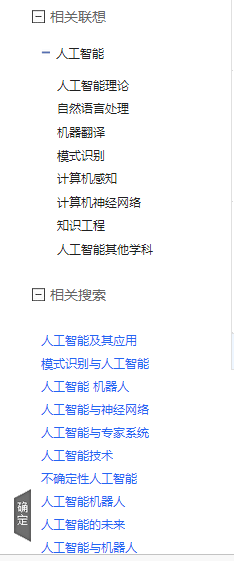 相关联想
人工智能
人工智能理论
自然语言处理
机器翻译
模式识别
计算机感知
计算机神经网络
知识工程
人工智能其他学科
相关搜索
人工智能及其应用
模式识别与人工智能
人工智能 机器人
人工智能与神经网络
人工智能与专家系统
人工智能技术
不确定性人工智能
人工智能机器人
人工智能的未来
人工智能与机器人
确定